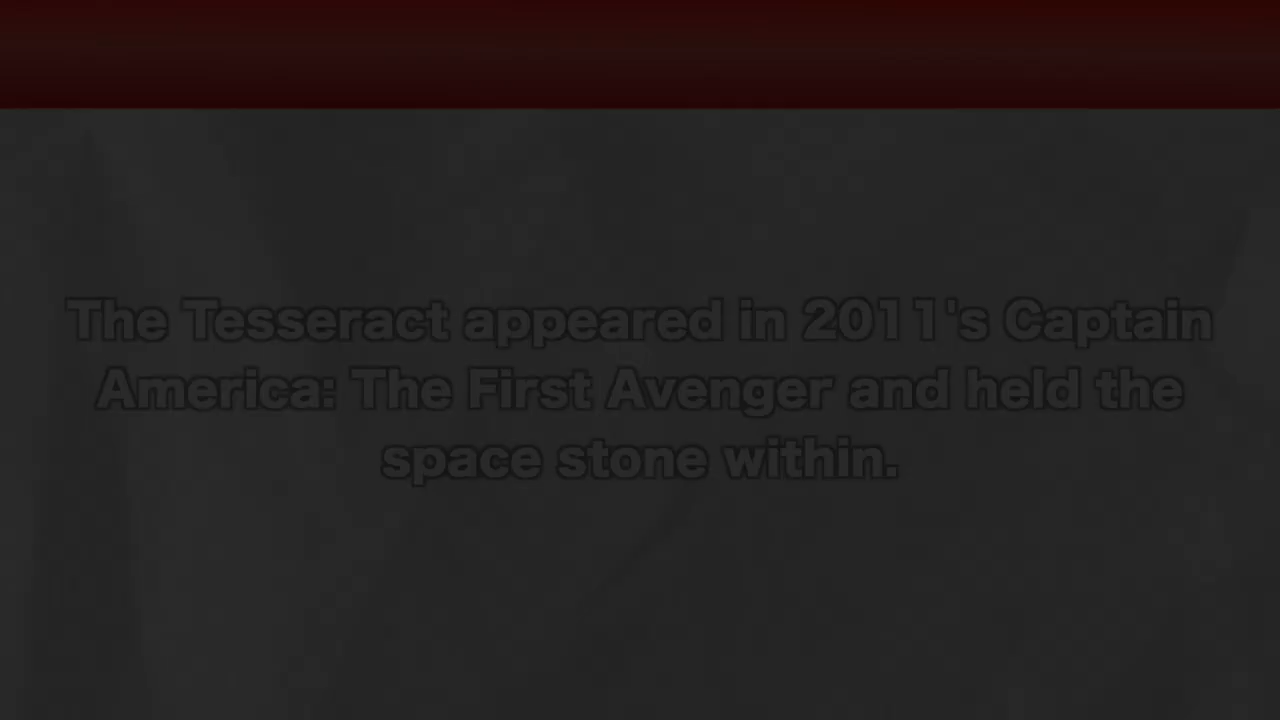 The Tesseract appeared in 2011's Captain
America: The First Avenger and held the
space stone within.